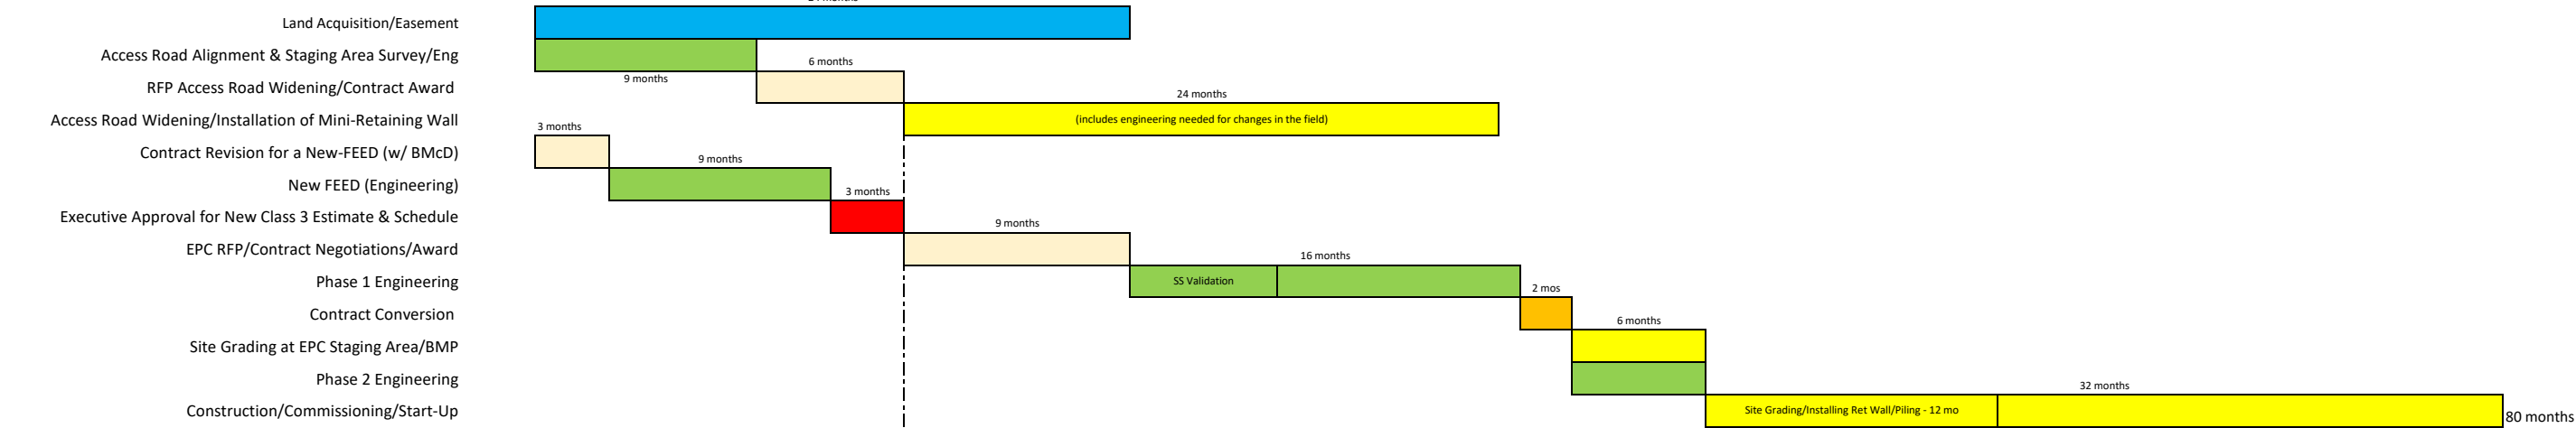 Land Acquisition/Easement
Access Road Alignment & Staging Area Survey/Eng
6 months
9 months
RFP Access Road Widening/Contract Award
24 months
Access Road Widening/Installation of Mini-Retaining Wall
(includes engineering needed for changes in the field)
3 months
Contract Revision for a New-FEED (w/ BMcD)
9 months
New FEED (Engineering)
3 months
Executive Approval for New Class 3 Estimate & Schedule
9 months
EPC RFP/Contract Negotiations/Award
16 months
Phase 1 Engineering
SS Validation
2 mos
Contract Conversion
6 months
Site Grading at EPC Staging Area/BMP
Phase 2 Engineering
32 months
Construction/Commissioning/Start-Up
Site Grading/Installing Ret Wall/Piling - 12 mo
80 months